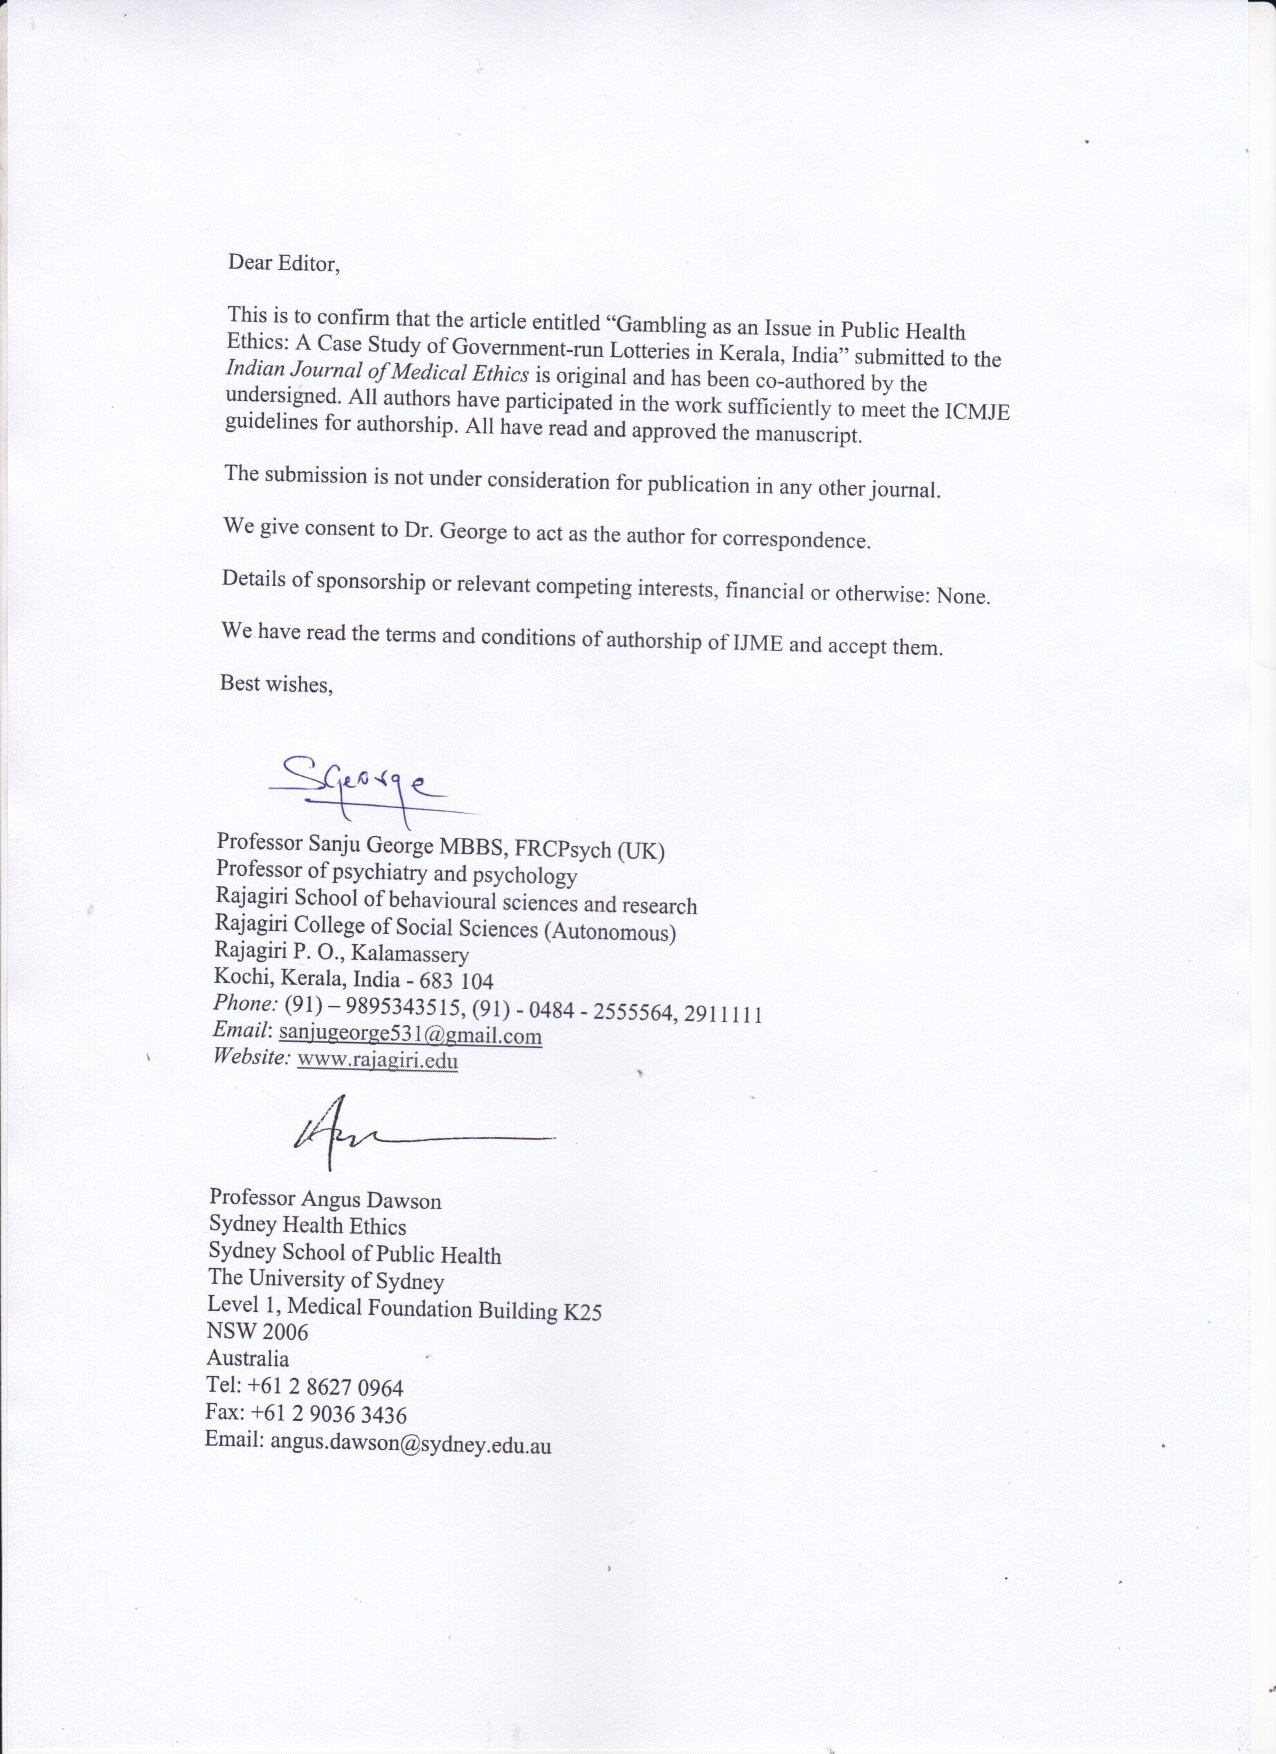 Dear Editor,
This is to confirm that the article entitled “Gambling as an Issue in Public Health
Ethics: A Case Study of Government-run Lotteries in Kerala, India” submitted to the
Indian Journal of Medical Ethics is original and has been co-authored by the
undersigned. All authors have participated in the work sufficiently to meet the ICMJE
guidelines for authorship. All have read and approved the manuscript.
The submission is not under consideration for publication in any other journal.
We give consent to Dr. George to act as the author for correspondence.
Details of sponsorship or relevant competing interests, financial or otherwise: None.
We have read the terms and conditions of authorship of IJME and accept them.
Best wishes,
SGeorge
Professor Sanju George MBBS, FRCPsych (UK)
Professor of psychiatry and psychology
Rajagiri School of behavioural sciences and research
Rajagiri College of Social Sciences (Autonomous)
Rajagiri P. O., Kalamassery
Kochi, Kerala, India - 683 104
Phone: (91) – 9895343515, (91) - 0484 - 2555564, 2911111
Email: sanjugeorge531@gmail.com
Website: www.rajagiri.edu
Professor Angus Dawson
Sydney Health Ethics
Sydney School of Public Health
The University of Sydney
Level 1, Medical Foundation Building K25
NSW 2006
Australia
Tel: +61 2 8627 0964
Fax: +61 2 9036 3436
Email: angus.dawson@sydney.edu.au